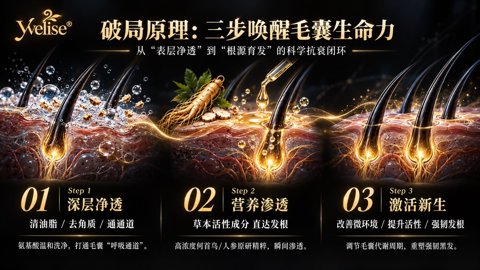 Yvelise®
破局原理：三步唤醒毛囊生命力
从“表层净透”到“根源育发”的科学抗衰闭环
01 Step 1
深层净透
清油脂 / 去角质 / 通通道
氨基酸温和洗净，打通毛囊“呼吸通道”。
02 Step 2
营养渗透
草本活性成分 直达发根
高浓度何首乌/人参原研精粹，瞬间渗透。
03 Step 3
激活新生
改善微环境 / 提升活性 / 强韧发根
调节毛囊代谢周期，重塑强韧黑发。